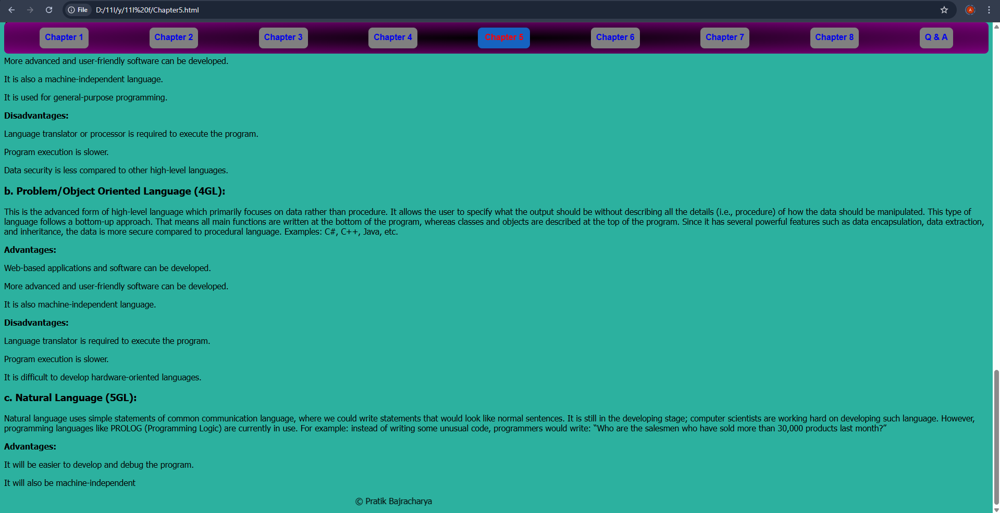 File D:/11I/y/11I%20f/Chapter5.html
Chapter 1 Chapter 2 Chapter 3 Chapter 4 Chapter 5 Chapter 6 Chapter 7 Chapter 8 Q & A
More advanced and user-friendly software can be developed.
It is also a machine-independent language.
It is used for general-purpose programming.
Disadvantages:
Language translator or processor is required to execute the program.
Program execution is slower.
Data security is less compared to other high-level languages.
b. Problem/Object Oriented Language (4GL):
This is the advanced form of high-level language which primarily focuses on data rather than procedure. It allows the user to specify what the output should be without describing all the details (i.e., procedure) of how the data should be manipulated. This type of
language follows a bottom-up approach. That means all main functions are written at the bottom of the program, whereas classes and objects are described at the top of the program. Since it has several powerful features such as data encapsulation, data extraction,
and inheritance, the data is more secure compared to procedural language. Examples: C#, C++, Java, etc.
Advantages:
Web-based applications and software can be developed.
More advanced and user-friendly software can be developed.
It is also machine-independent language.
Disadvantages:
Language translator is required to execute the program.
Program execution is slower.
It is difficult to develop hardware-oriented languages.
c. Natural Language (5GL):
Natural language uses simple statements of common communication language, where we could write statements that would look like normal sentences. It is still in the developing stage; computer scientists are working hard on developing such language. However,
programming languages like PROLOG (Programming Logic) are currently in use. For example: instead of writing some unusual code, programmers would write: “Who are the salesmen who have sold more than 30,000 products last month?”
Advantages:
It will be easier to develop and debug the program.
It will also be machine-independent
© Pratik Bajracharya